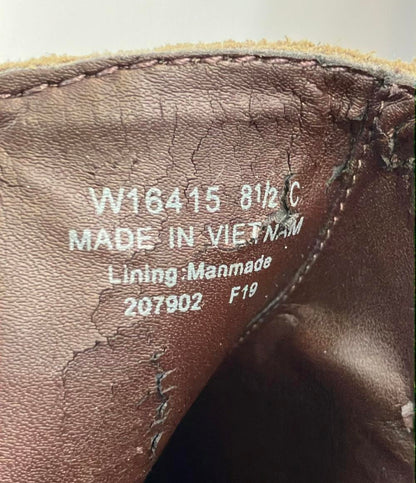 W16415 8½ C
MADE IN VIETNAM
Lining:Manmade
207902 F19